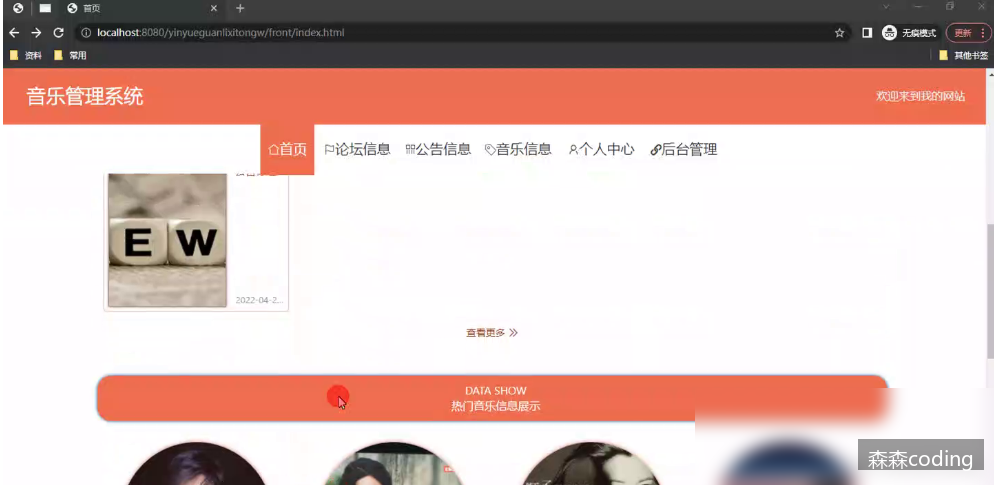 首页
localhost:8080/yinyueguanlixitongw/front/index.html
无痕模式
更新
资料
常用
其他书签
音乐管理系统
欢迎来到我的网站
首页
论坛信息
公告信息
音乐信息
个人中心
后台管理
E W
2022-04-2...
查看更多
DATA SHOW
热门音乐信息展示
森森coding